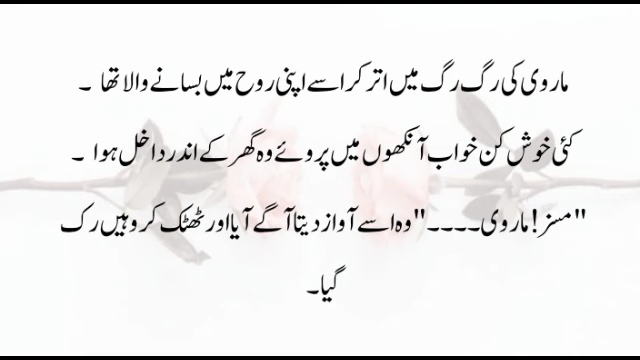 ماروی کی رگ رگ میں اتر کر اسے اپنی روح میں بسانے والا تھا ۔
کئی خوش کن خواب آنکھوں میں پروئے وہ گھر کے اندر داخل ہوا ۔
"مسز! ماروی ۔۔۔۔" وہ اسے آواز دیتا آگے آیا اور ٹھٹک کر وہیں رک
گیا۔